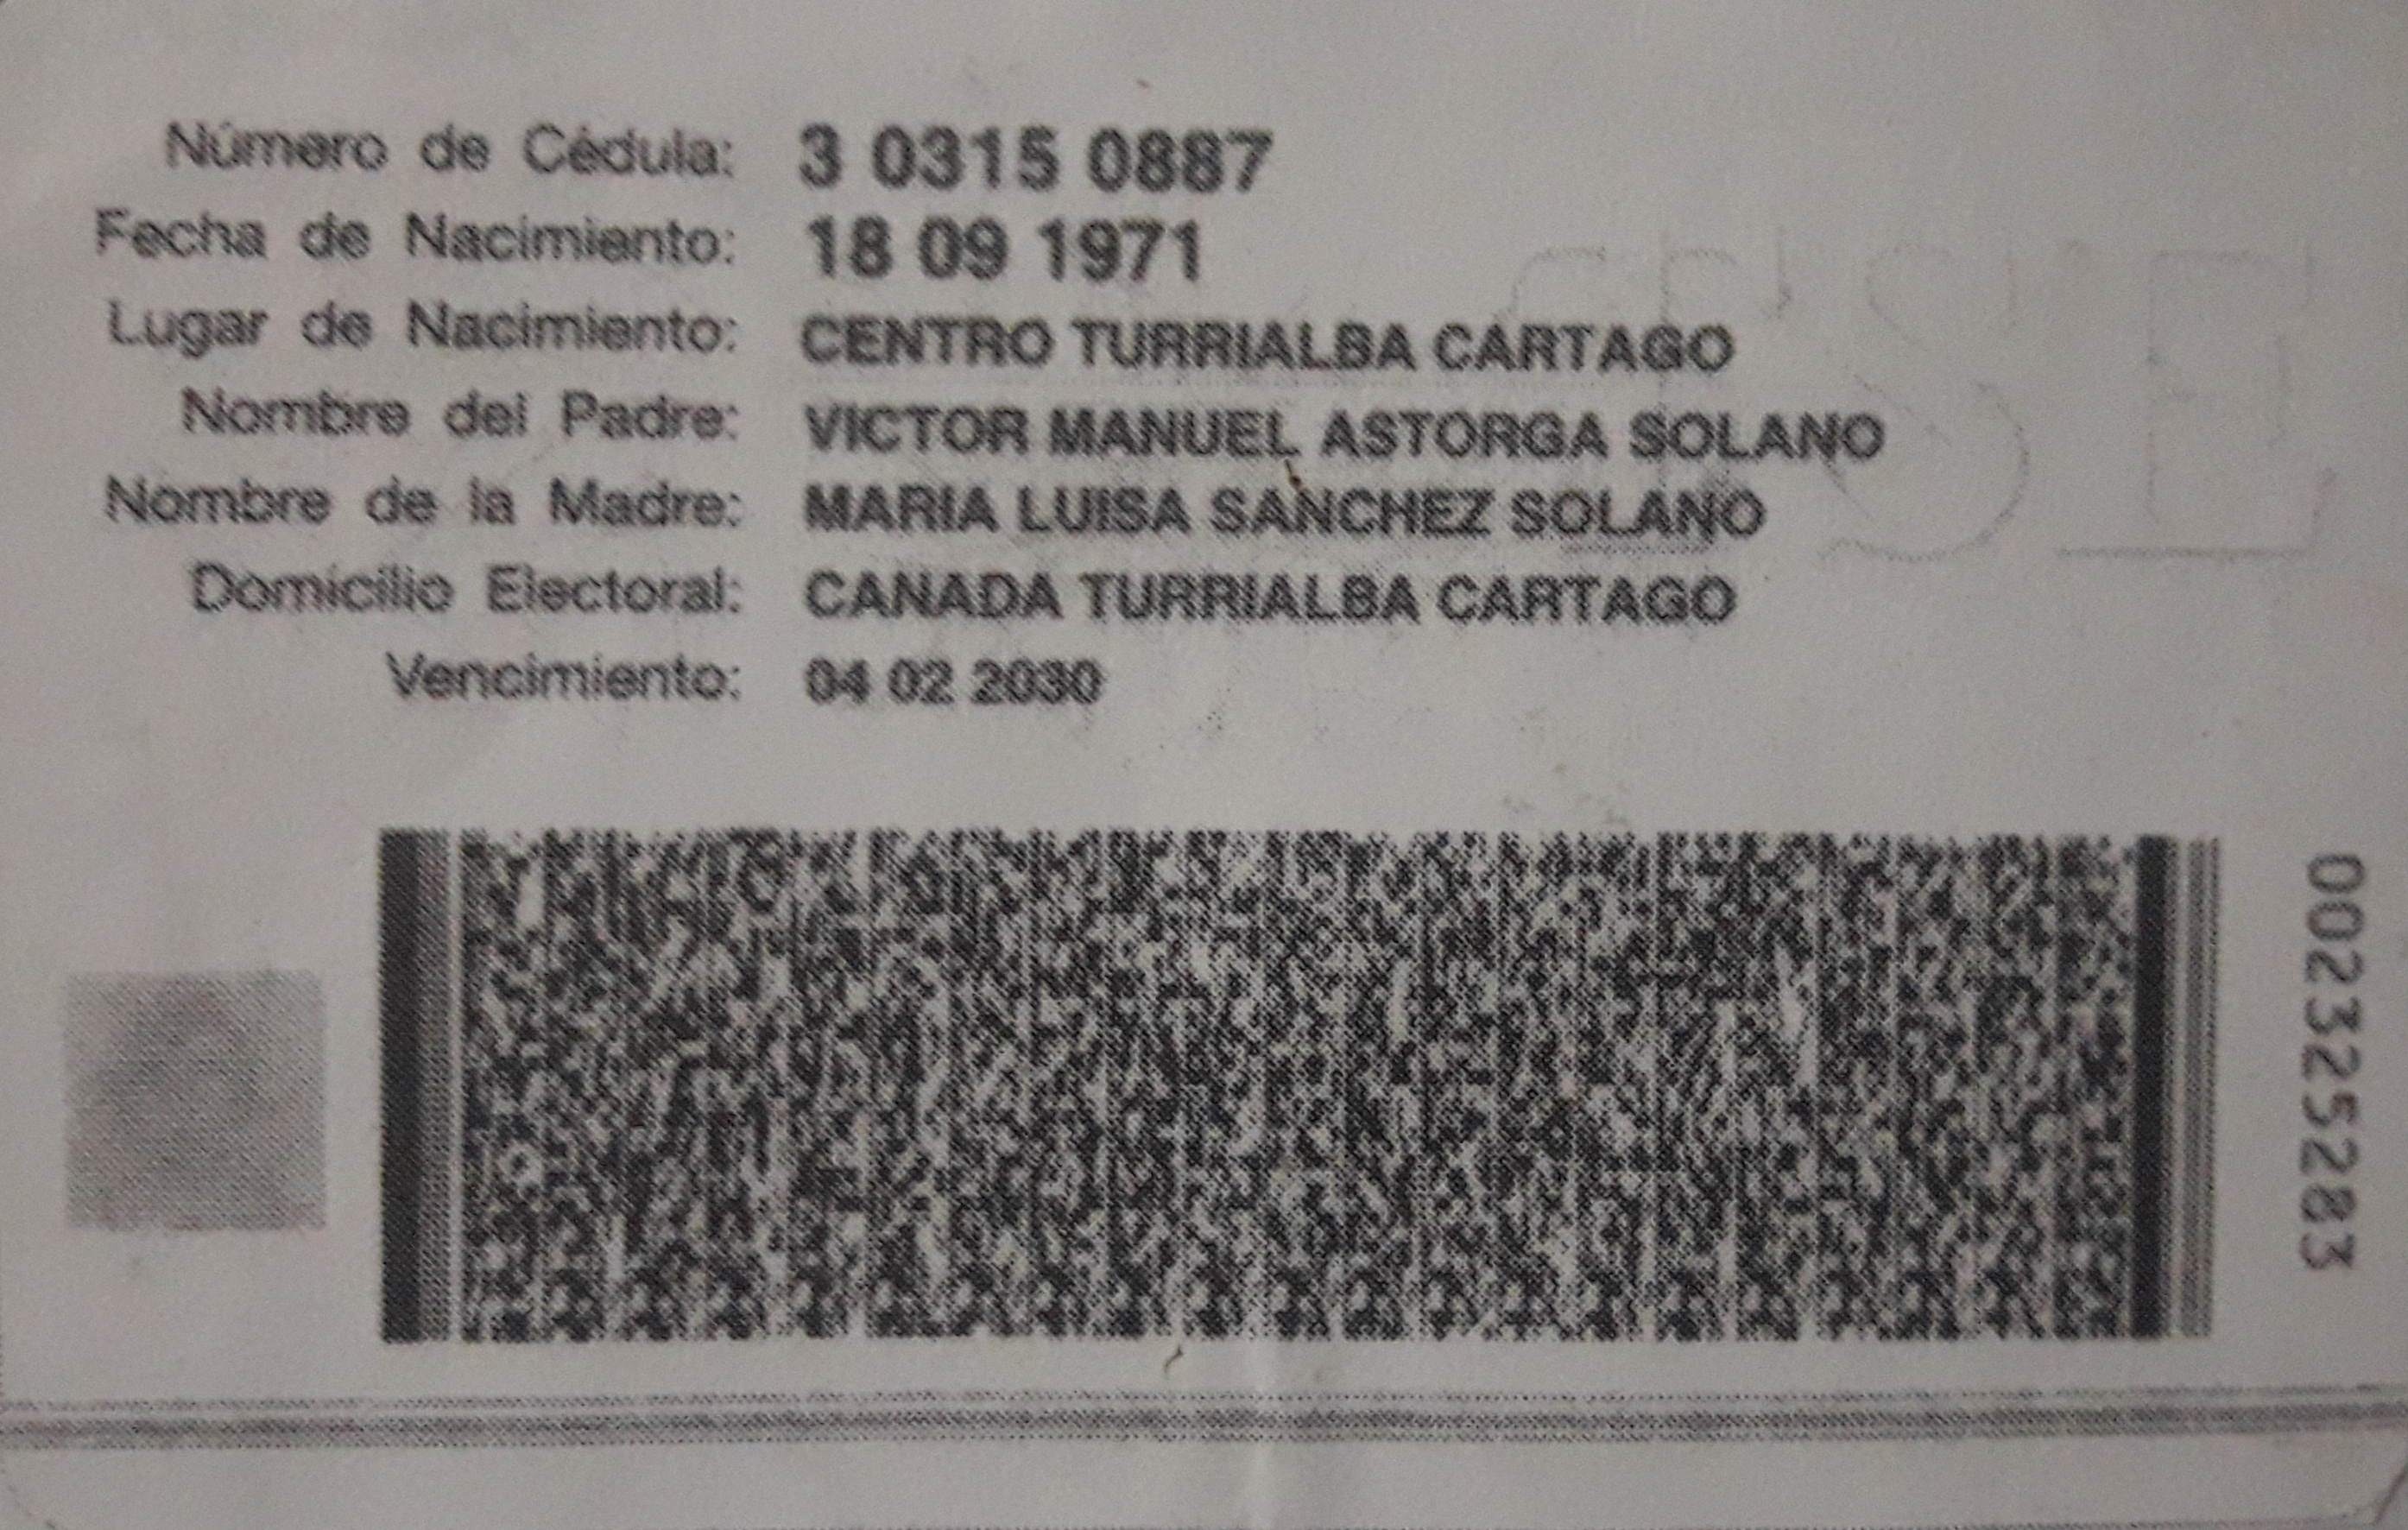 Número de Cédula: 3 0315 0887
Fecha de Nacimiento: 18 09 1971
Lugar de Nacimiento: CENTRO TURRIALBA CARTAGO
Nombre del Padre: VICTOR MANUEL ASTORGA SOLANO
Nombre de la Madre: MARIA LUISA SANCHEZ SOLANO
Domicilio Electoral: CANADA TURRIALBA CARTAGO
Vencimiento: 04 02 2030
002325283